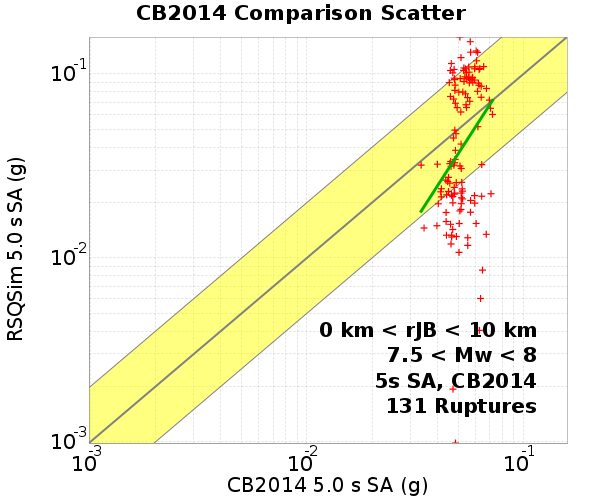 CB2014 Comparison Scatter
RSQSim 5.0 s SA (g)
10⁻¹
10⁻²
10⁻³
0 km < rJB < 10 km
7.5 < Mw < 8
5s SA, CB2014
131 Ruptures
10⁻³ 10⁻² 10⁻¹
CB2014 5.0 s SA (g)